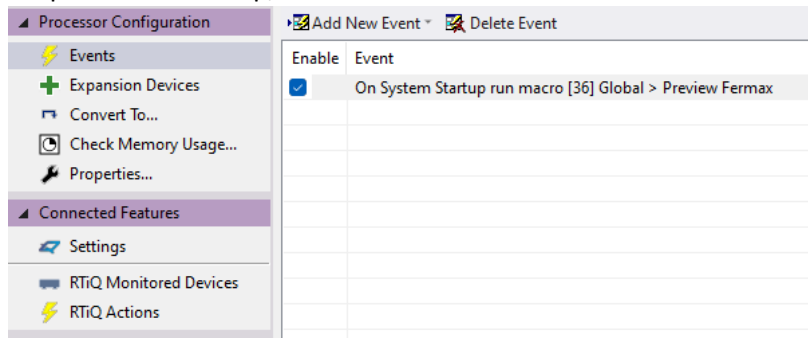 Processor Configuration
Events
Expansion Devices
Convert To...
Check Memory Usage...
Properties...
Connected Features
Settings
RTiQ Monitored Devices
RTiQ Actions
Add New Event
Delete Event
Enable
Event
On System Startup run macro [36] Global > Preview Fermax